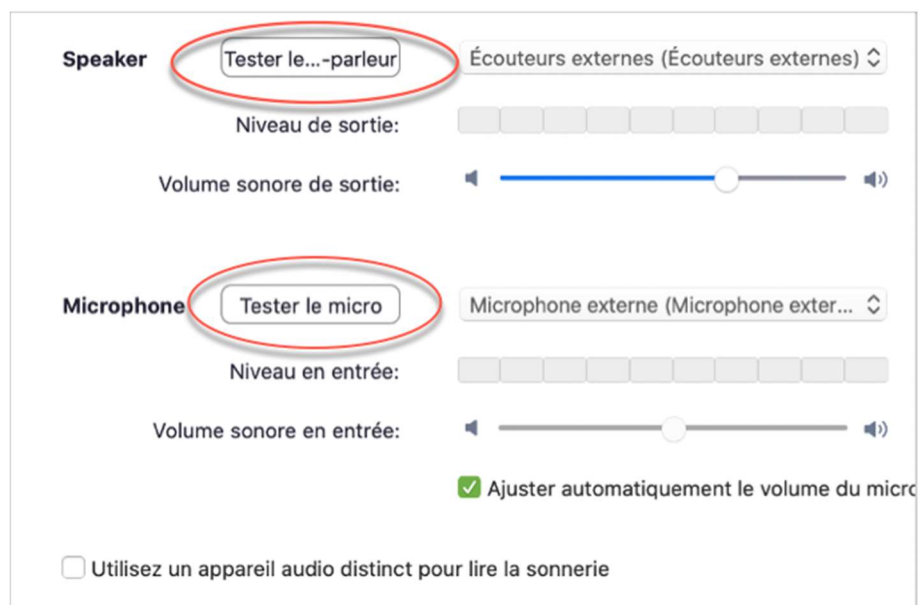 Speaker Tester le...-parleur Écouteurs externes (Écouteurs externes)
Niveau de sortie:
Volume sonore de sortie:
Microphone Tester le micro Microphone externe (Microphone exter...
Niveau en entrée:
Volume sonore en entrée:
Ajuster automatiquement le volume du micro
Utilisez un appareil audio distinct pour lire la sonnerie